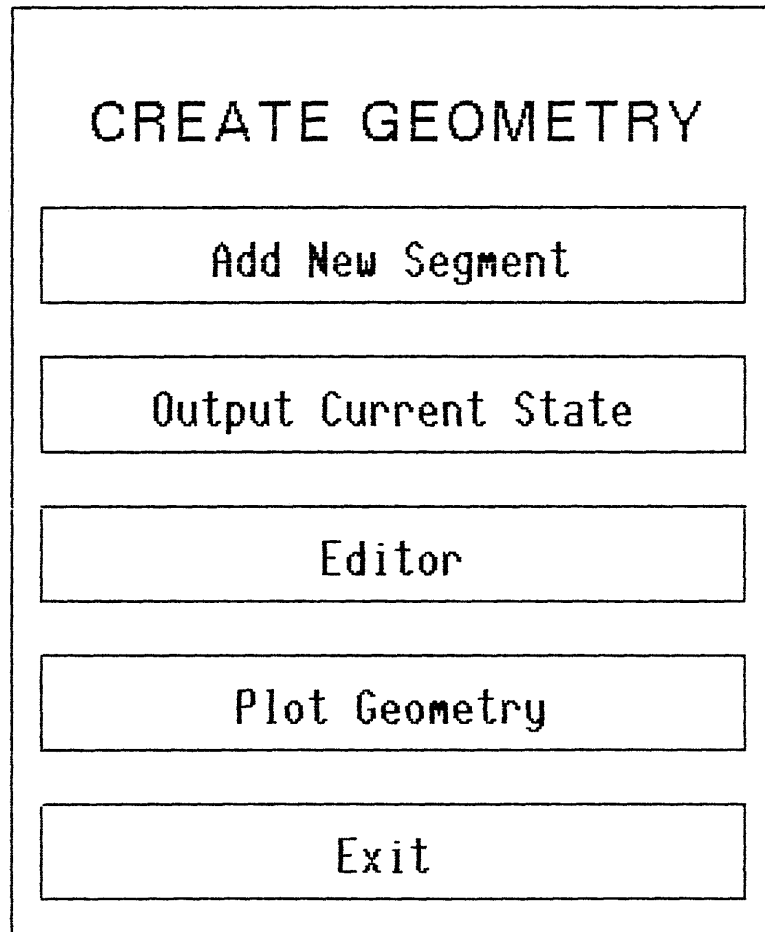 CREATE GEOMETRY
Add New Segment
Output Current State
Editor
Plot Geometry
Exit